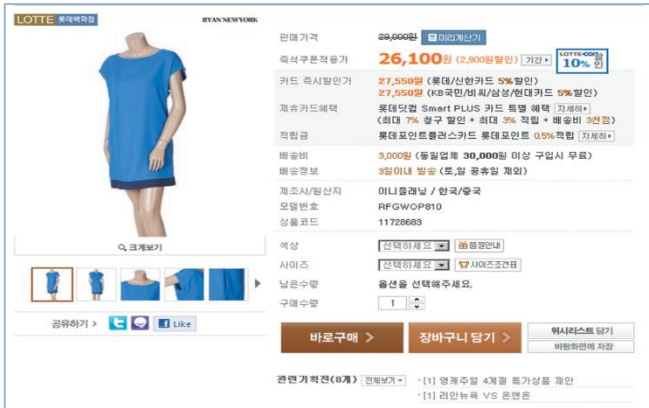 LOTTE 롯데백화점
RYAN NEWYORK
크게보기
공유하기 >
Like
판매가격 29,000원 미리계산기
즉석쿠폰적용가 26,100원 (2,900원할인) 기간 LOTTE.COM 10% 할인
카드 즉시할인가 27,550원 (롯데/신한카드 5%할인)
27,550원 (KB국민/비씨/삼성/현대카드 5%할인)
제휴카드혜택 롯데닷컴 Smart PLUS 카드 특별 혜택 자세히
(최대 7% 청구 할인 + 최대 3% 적립 + 배송비 3천점)
적립금 롯데포인트플러스카드 롯데포인트 0.5%적립 자세히
배송비 3,000원 (동일업체 30,000원 이상 구입시 무료)
배송정보 3일이내 발송 (토,일 공휴일 제외)
제조사/원산지 이니플래닝 / 한국/중국
모델번호 RFGWOP810
상품코드 11728683
색상 선택하세요 품절안내
사이즈 선택하세요 사이즈조견표
남은수량 옵션을 선택해주세요.
구매수량 1
바로구매 >
장바구니 담기 >
위시리스트 담기
바탕화면에 저장
관련기획전(8개) 전체보기
[1] 영캐주얼 4계절 특가상품 제안
[1] 리안뉴욕 VS 온앤온